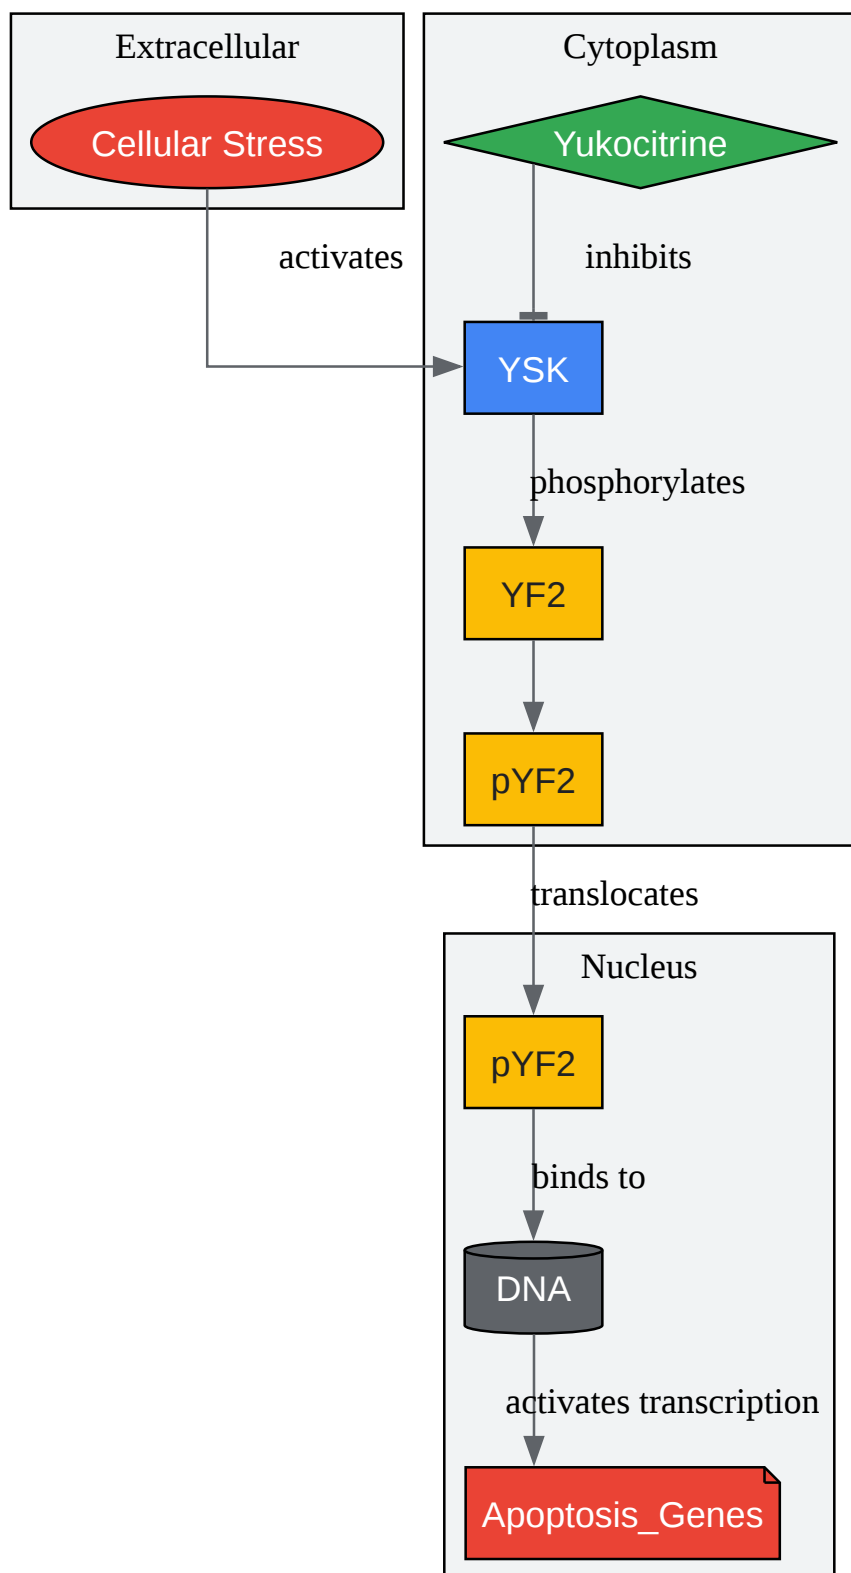 Extracellular
Cytoplasm
Cellular Stress
Yukocitrine
activates
inhibits
YSK
phosphorylates
YF2
pYF2
translocates
Nucleus
pYF2
binds to
DNA
activates transcription
Apoptosis_Genes